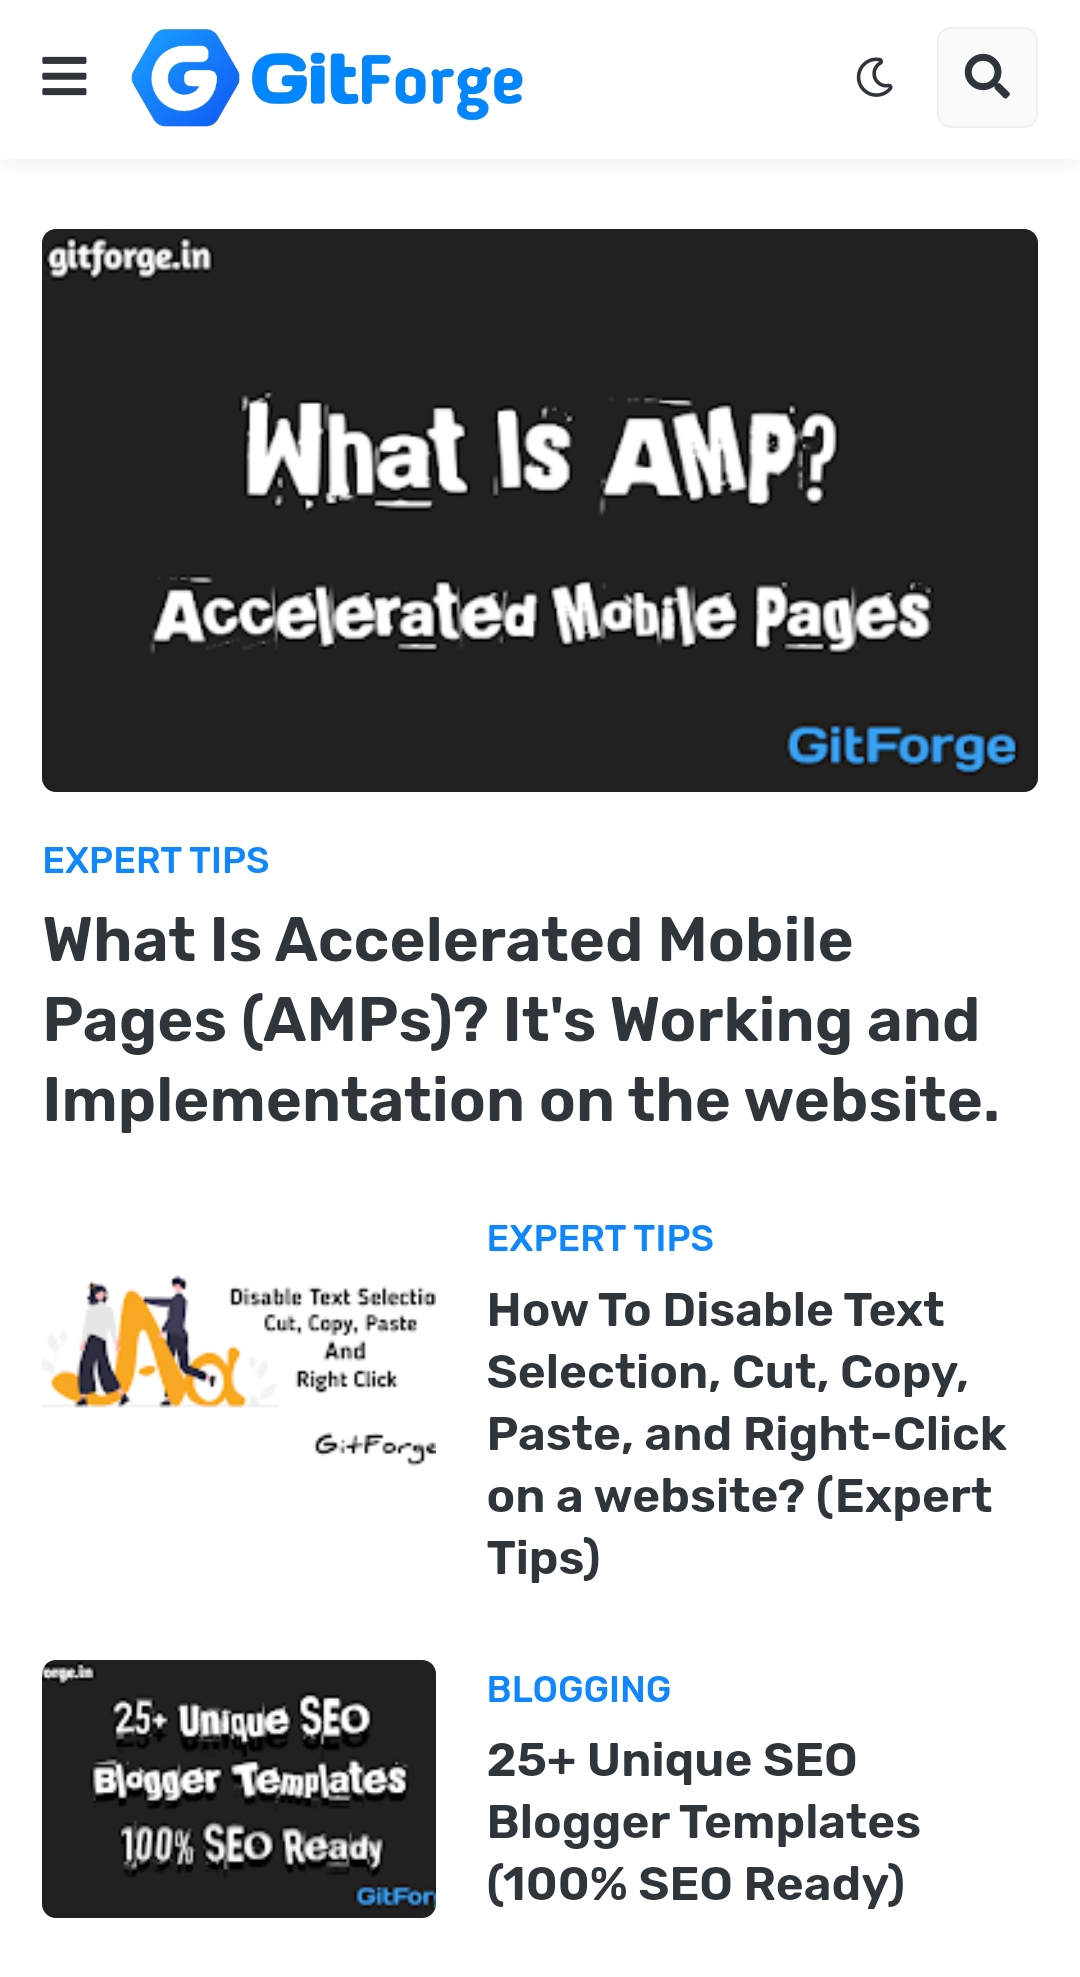 GitForge
gitforge.in
What Is AMP?
Accelerated Mobile Pages
GitForge
EXPERT TIPS
What Is Accelerated Mobile
Pages (AMPs)? It's Working and
Implementation on the website.
Disable Text Selectio
Cut, Copy, Paste
And
Right Click
GitForge
EXPERT TIPS
How To Disable Text
Selection, Cut, Copy,
Paste, and Right-Click
on a website? (Expert
Tips)
orge.in
25+ Unique SEO
Blogger Templates
100% SEO Ready
GitFor
BLOGGING
25+ Unique SEO
Blogger Templates
(100% SEO Ready)